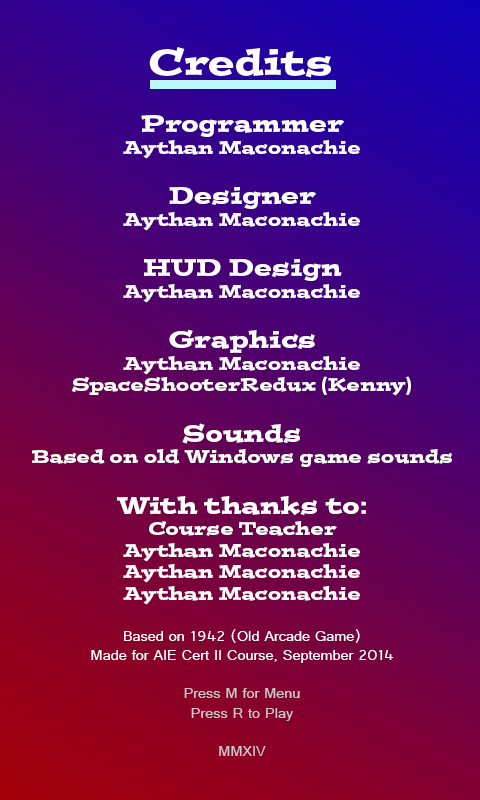 Credits
Programmer
Aythan Maconachie
Designer
Aythan Maconachie
HUD Design
Aythan Maconachie
Graphics
Aythan Maconachie
SpaceShooterRedux (Kenny)
Sounds
Based on old Windows game sounds
With thanks to:
Course Teacher
Aythan Maconachie
Aythan Maconachie
Aythan Maconachie
Based on 1942 (Old Arcade Game)
Made for AIE Cert II Course, September 2014
Press M for Menu
Press R to Play
MMXIV